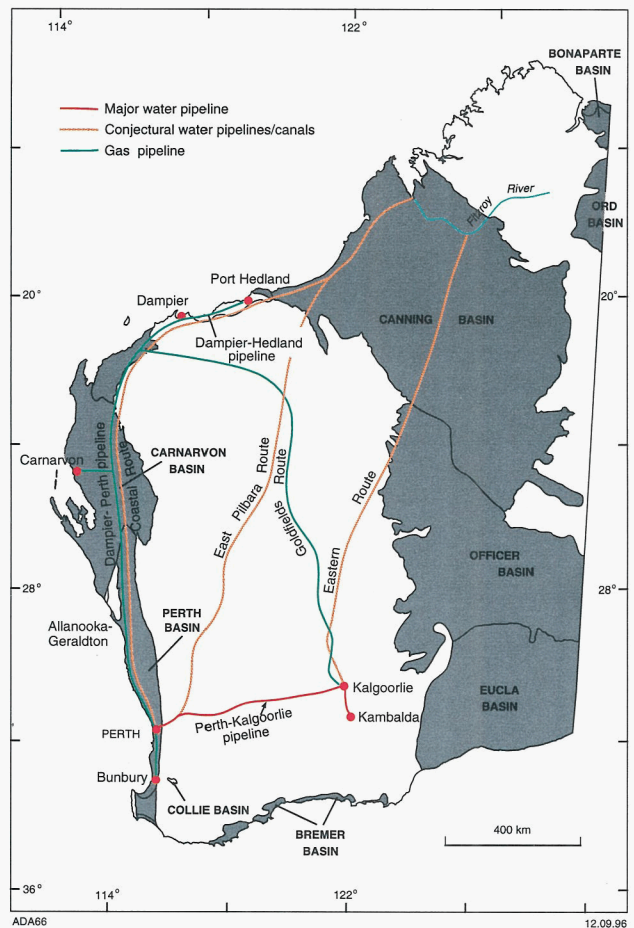 114°
122°
BONAPARTE
BASIN
Major water pipeline
Conjectural water pipelines/canals
Gas pipeline
River
Fitzroy
ORD
BASIN
Port Hedland
20°
20°
Dampier
CANNING BASIN
Dampier-Hedland
pipeline
Carnarvon
CARNARVON
BASIN
Dampier-Perth pipeline
Coastal Route
East Pilbara Route
Goldfields Route
Eastern Route
OFFICER
BASIN
28°
28°
PERTH
BASIN
Allanooka-
Geraldton
Kalgoorlie
EUCLA
BASIN
Kambalda
Perth-Kalgoorlie
pipeline
PERTH
Bunbury
COLLIE BASIN
BREMER
BASIN
400 km
36°
114°
122°
ADA66
12.09.96